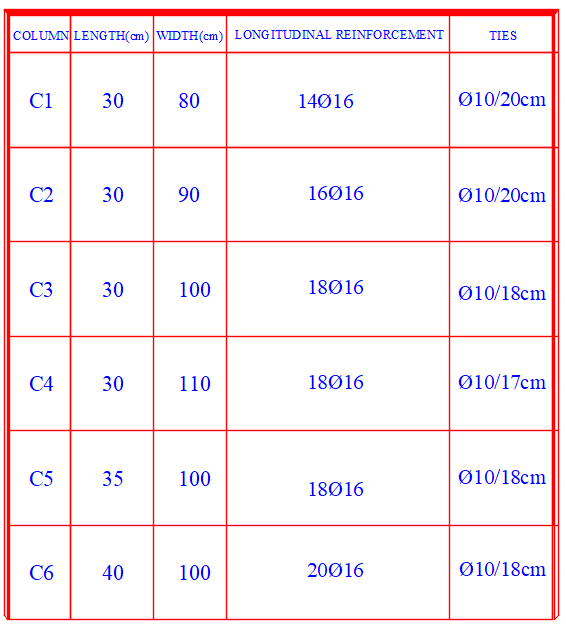 COLUMN LENGTH(cm) WIDTH(cm) LONGITUDINAL REINFORCEMENT TIES
C1 30 80 14Ø16 Ø10/20cm
C2 30 90 16Ø16 Ø10/20cm
C3 30 100 18Ø16 Ø10/18cm
C4 30 110 18Ø16 Ø10/17cm
C5 35 100 18Ø16 Ø10/18cm
C6 40 100 20Ø16 Ø10/18cm